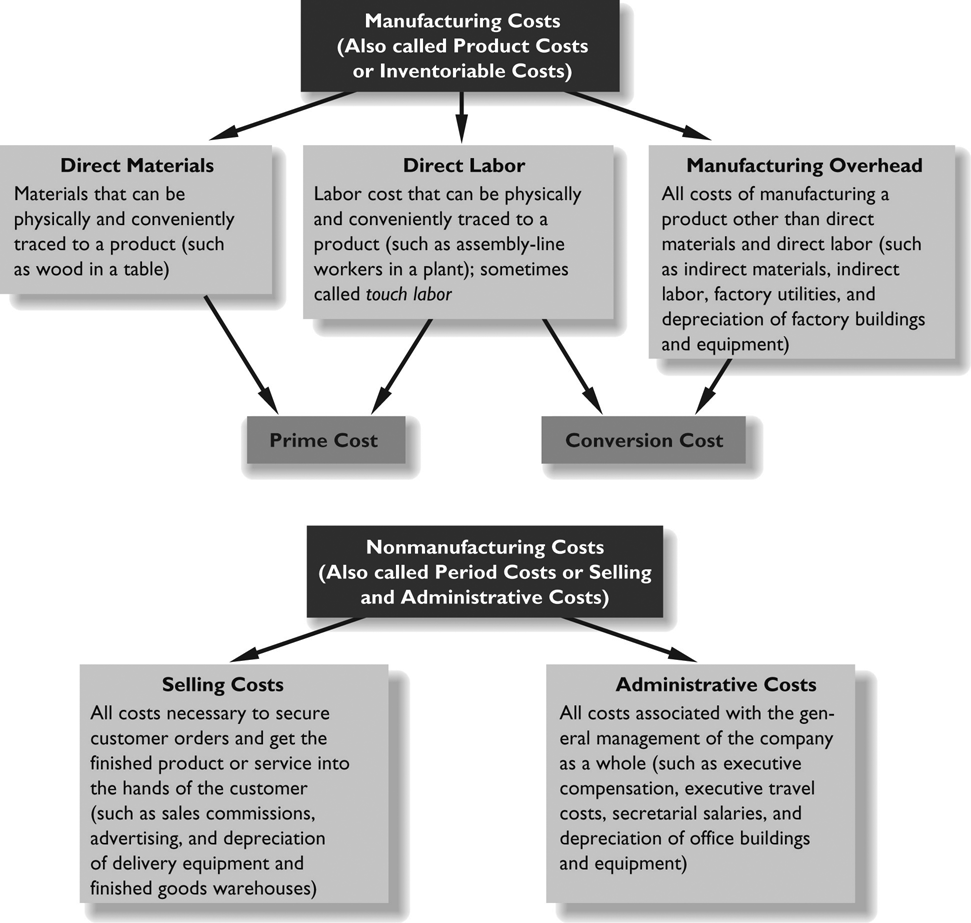 Manufacturing Costs
(Also called Product Costs
or Inventoriable Costs)
Direct Materials
Materials that can be
physically and conveniently
traced to a product (such
as wood in a table)
Direct Labor
Labor cost that can be physically
and conveniently traced to a
product (such as assembly-line
workers in a plant); sometimes
called touch labor
Manufacturing Overhead
All costs of manufacturing a
product other than direct
materials and direct labor (such
as indirect materials, indirect
labor, factory utilities, and
depreciation of factory buildings
and equipment)
Prime Cost
Conversion Cost
Nonmanufacturing Costs
(Also called Period Costs or Selling
and Administrative Costs)
Selling Costs
All costs necessary to secure
customer orders and get the
finished product or service into
the hands of the customer
(such as sales commissions,
advertising, and depreciation
of delivery equipment and
finished goods warehouses)
Administrative Costs
All costs associated with the gen-
eral management of the company
as a whole (such as executive
compensation, executive travel
costs, secretarial salaries, and
depreciation of office buildings
and equipment)